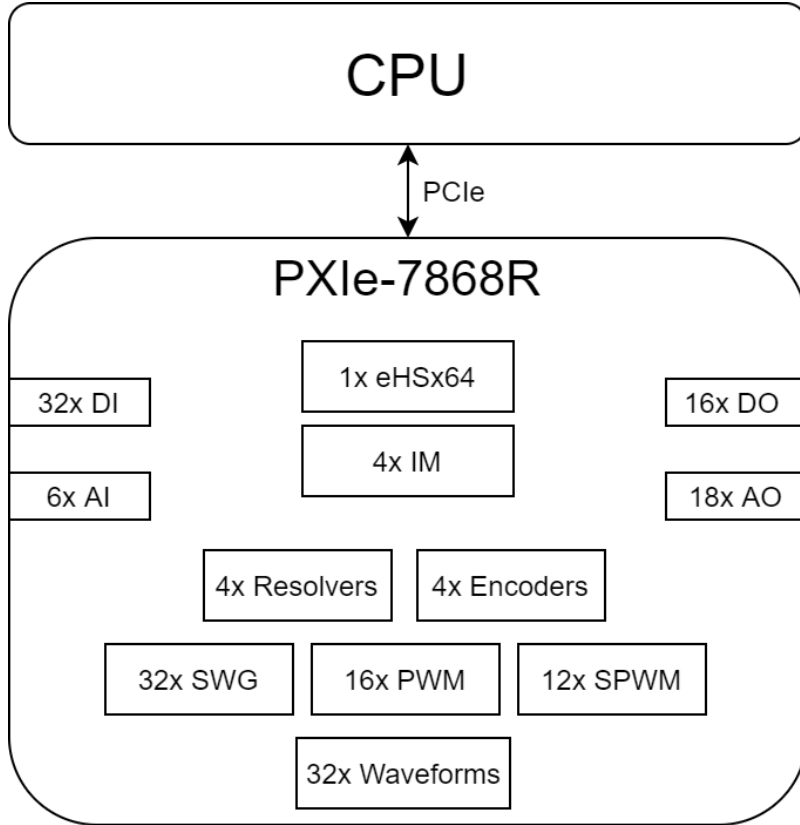 CPU
PCIe
PXIe-7868R
1x eHSx64
32x DI
16x DO
4x IM
6x AI
18x AO
4x Resolvers
4x Encoders
32x SWG
16x PWM
12x SPWM
32x Waveforms